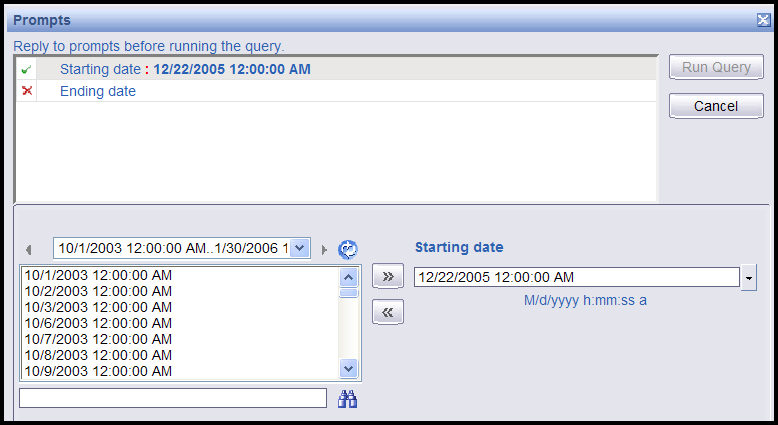 Prompts
Reply to prompts before running the query.
Starting date : 12/22/2005 12:00:00 AM
Run Query
Ending date
Cancel
10/1/2003 12:00:00 AM..1/30/2006 1
Starting date
10/1/2003 12:00:00 AM
10/2/2003 12:00:00 AM
10/3/2003 12:00:00 AM
10/6/2003 12:00:00 AM
10/7/2003 12:00:00 AM
10/8/2003 12:00:00 AM
10/9/2003 12:00:00 AM
12/22/2005 12:00:00 AM
M/d/yyyy h:mm:ss a